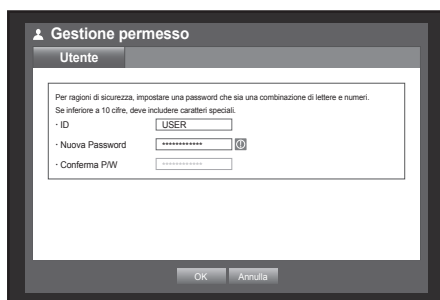 Gestione permesso
Utente
Per ragioni di sicurezza, impostare una password che sia una combinazione di lettere e numeri.
Se inferiore a 10 cifre, deve includere caratteri speciali.
· ID USER
· Nuova Password ************
· Conferma P/W ************
OK Annulla